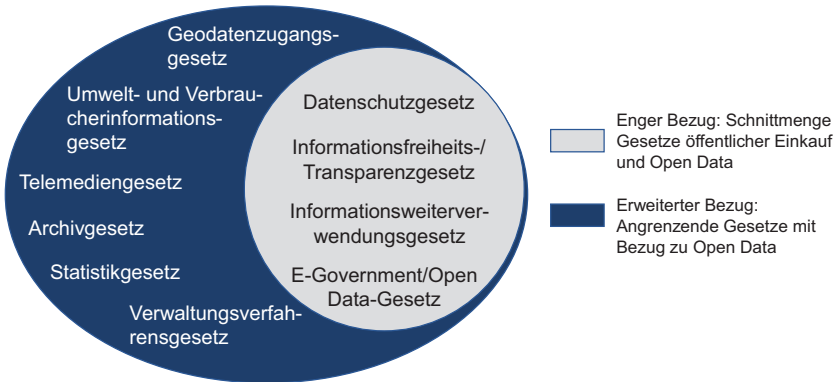 Geodatenzugangs-
gesetz
Umwelt- und Verbrau-
cherinformations-
gesetz
Telemediengesetz
Archivgesetz
Statistikgesetz
Verwaltungsverfah-
rensgesetz
Datenschutzgesetz
Informationsfreiheits-/
Transparenzgesetz
Informationsweiterver-
wendungsgesetz
E-Government/Open
Data-Gesetz
Enger Bezug: Schnittmenge
Gesetze öffentlicher Einkauf
und Open Data
Erweiterter Bezug:
Angrenzende Gesetze mit
Bezug zu Open Data